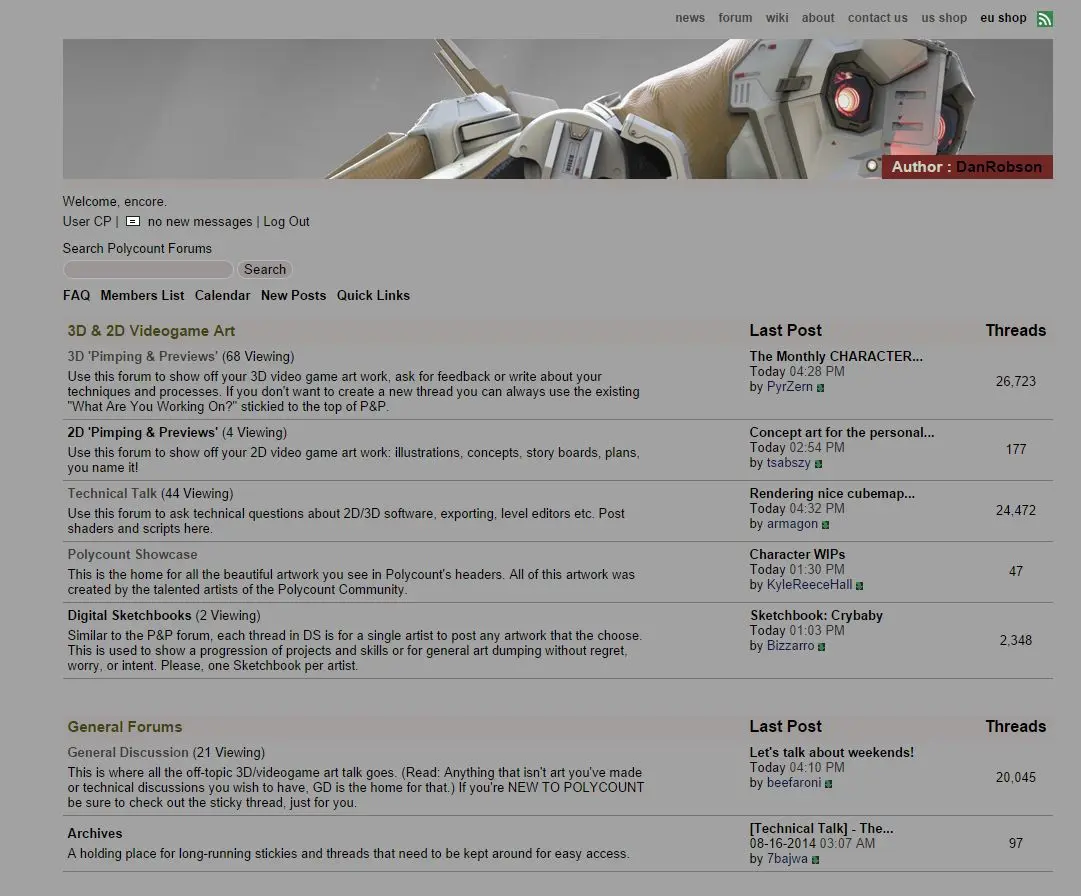 news forum wiki about contact us us shop eu shop
Author : DanRobson
Welcome, encore.
User CP | no new messages | Log Out
Search Polycount Forums
Search
FAQ Members List Calendar New Posts Quick Links
3D & 2D Videogame Art Last Post Threads
3D 'Pimping & Previews' (68 Viewing)
Use this forum to show off your 3D video game art work, ask for feedback or write about your
techniques and processes. If you don't want to create a new thread you can always use the existing
"What Are You Working On?" stickied to the top of P&P.
The Monthly CHARACTER...
Today 04:28 PM
by PyrZern
26,723
2D 'Pimping & Previews' (4 Viewing)
Use this forum to show off your 2D video game art work: illustrations, concepts, story boards, plans,
you name it!
Concept art for the personal...
Today 02:54 PM
by tsabszy
177
Technical Talk (44 Viewing)
Use this forum to ask technical questions about 2D/3D software, exporting, level editors etc. Post
shaders and scripts here.
Rendering nice cubemap...
Today 04:32 PM
by armagon
24,472
Polycount Showcase
This is the home for all the beautiful artwork you see in Polycount's headers. All of this artwork was
created by the talented artists of the Polycount Community.
Character WIPs
Today 01:30 PM
by KyleReeceHall
47
Digital Sketchbooks (2 Viewing)
Similar to the P&P forum, each thread in DS is for a single artist to post any artwork that the choose.
This is used to show a progression of projects and skills or for general art dumping without regret,
worry, or intent. Please, one Sketchbook per artist.
Sketchbook: Crybaby
Today 01:03 PM
by Bizzarro
2,348
General Forums Last Post Threads
General Discussion (21 Viewing)
This is where all the off-topic 3D/videogame art talk goes. (Read: Anything that isn't art you've made
or technical discussions you wish to have, GD is the home for that.) If you're NEW TO POLYCOUNT
be sure to check out the sticky thread, just for you.
Let's talk about weekends!
Today 04:10 PM
by beefaroni
20,045
Archives
A holding place for long-running stickies and threads that need to be kept around for easy access.
[Technical Talk] - The...
08-16-2014 03:07 AM
by 7bajwa
97